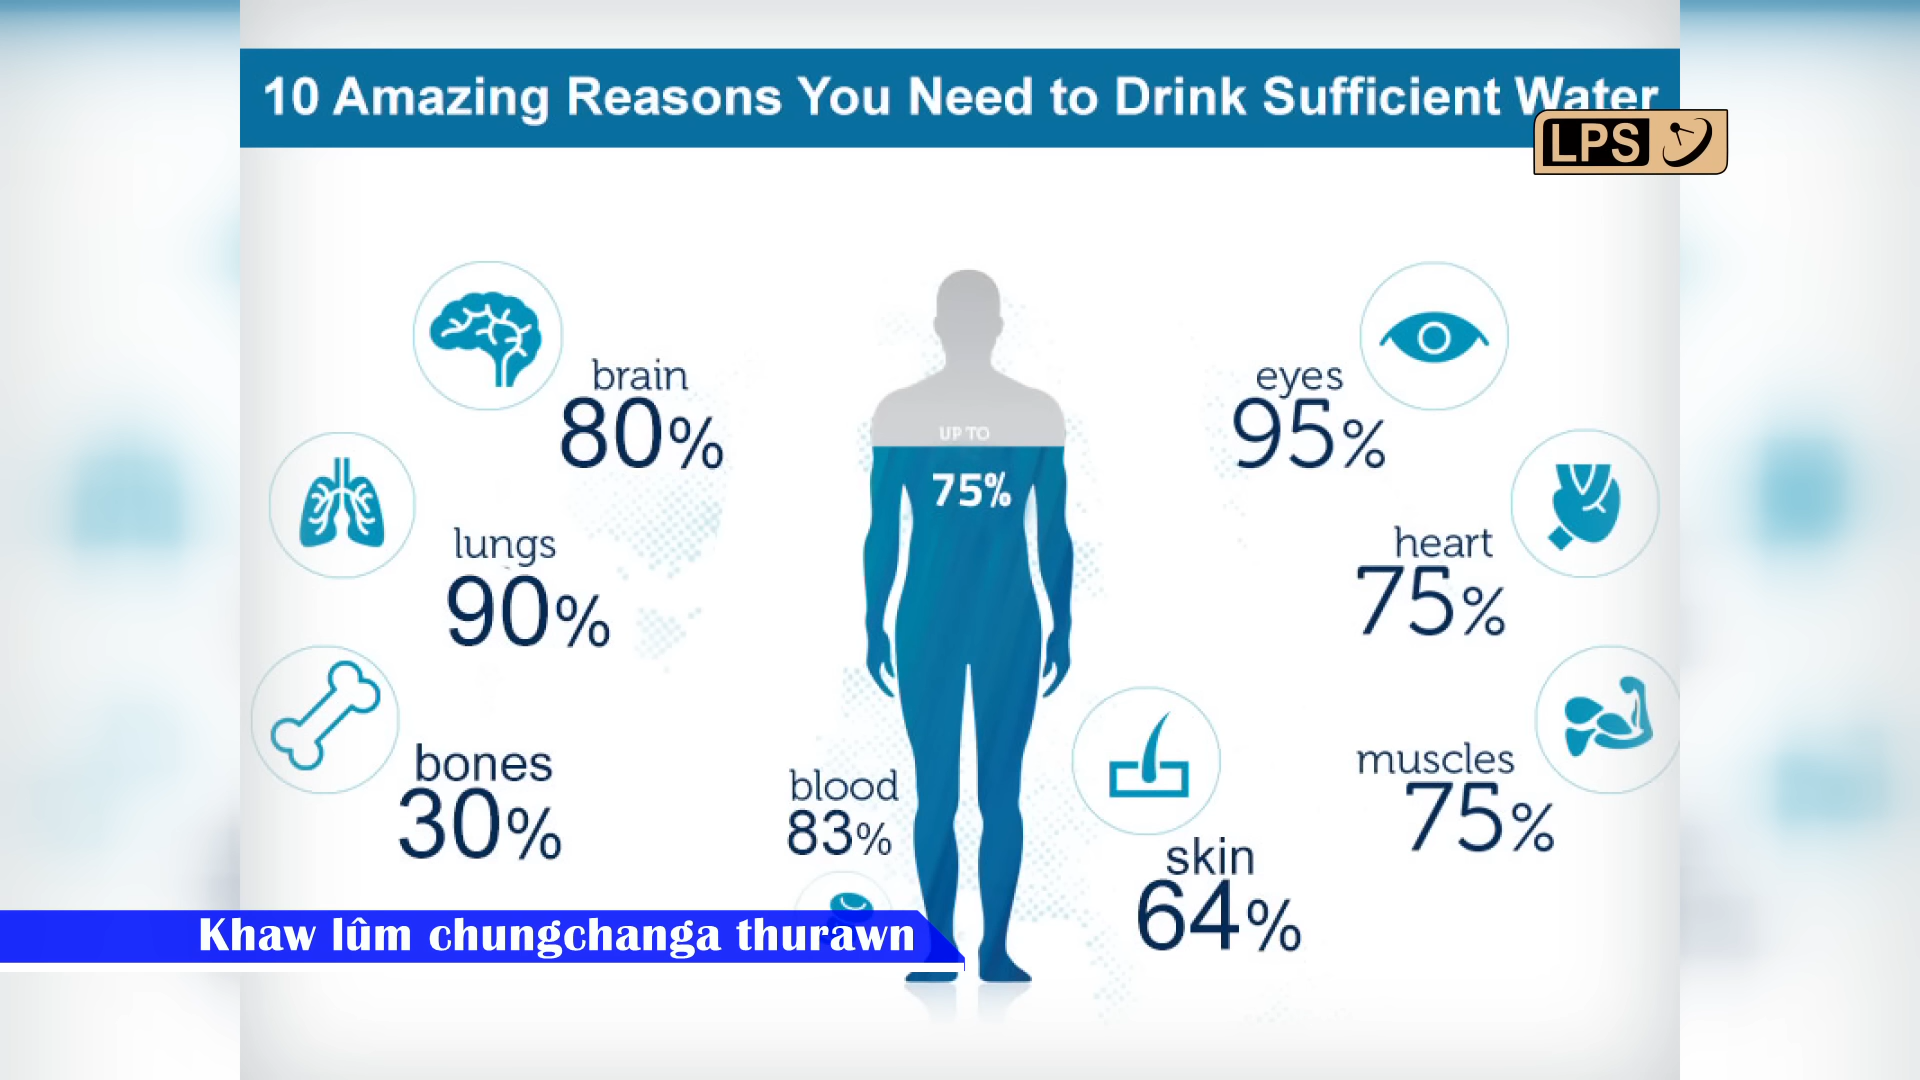 10 Amazing Reasons You Need to Drink Sufficient Water
LPS
brain
80%
eyes
95%
UP TO
75%
lungs
90%
heart
75%
bones
30%
blood
83%
muscles
75%
skin
64%
Khaw lûm chungchanga thurawn